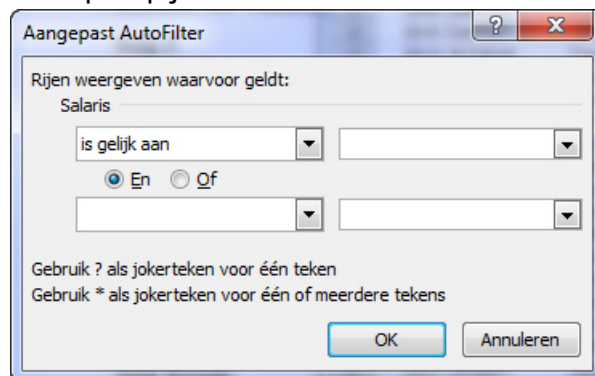 Aangepast AutoFilter
Rijen weergeven waarvoor geldt:
Salaris
is gelijk aan
En Of
Gebruik ? als jokerteken voor één teken
Gebruik * als jokerteken voor één of meerdere tekens
OK Annuleren